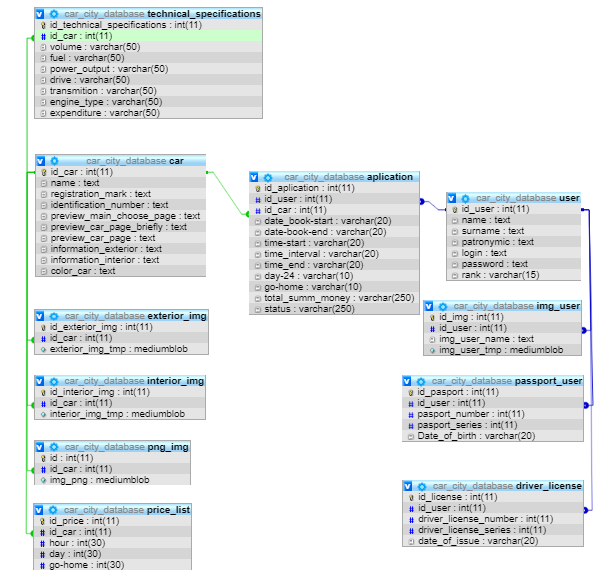 car_city_database technical_specifications
id_technical_specifications : int(11)
id_car : int(11)
volume : varchar(50)
fuel : varchar(50)
power_output : varchar(50)
drive : varchar(50)
transmition : varchar(50)
engine_type : varchar(50)
expenditure : varchar(50)
car_city_database car
id_car : int(11)
name : text
registration_mark : text
identification_number : text
preview_main_choose_page : text
preview_car_page_briefly : text
preview_car_page : text
information_exterior : text
information_interior : text
color_car : text
car_city_database aplication
id_aplication : int(11)
id_user : int(11)
id_car : int(11)
date_book-start : varchar(20)
date-book-end : varchar(20)
time-start : varchar(20)
time_interval : varchar(20)
time_end : varchar(20)
day-24 : varchar(10)
go-home : varchar(10)
total_summ_money : varchar(250)
status : varchar(250)
car_city_database user
id_user : int(11)
name : text
surname : text
patronymic : text
login : text
password : text
rank : varchar(15)
car_city_database exterior_img
id_exterior_img : int(11)
id_car : int(11)
exterior_img_tmp : mediumblob
car_city_database img_user
id_img : int(11)
id_user : int(11)
img_user_name : text
img_user_tmp : mediumblob
car_city_database interior_img
id_interior_img : int(11)
id_car : int(11)
interior_img_tmp : mediumblob
car_city_database passport_user
id_pasport : int(11)
id_user : int(11)
pasport_number : int(11)
pasport_series : int(11)
Date_of_birth : varchar(20)
car_city_database png_img
id : int(11)
id_car : int(11)
img_png : mediumblob
car_city_database price_list
id_price : int(11)
id_car : int(11)
hour : int(30)
day : int(30)
go-home : int(30)
car_city_database driver_license
id_license : int(11)
id_user : int(11)
driver_license_number : int(11)
driver_license_series : int(11)
date_of_issue : varchar(20)